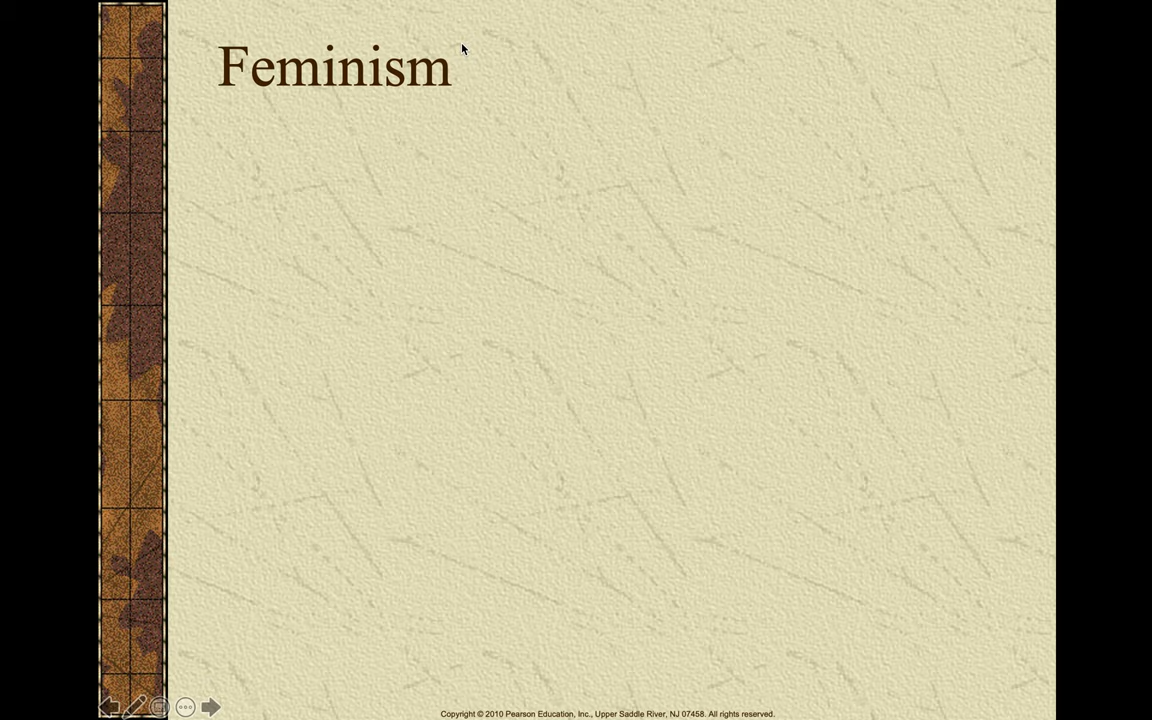 Feminism
Copyright © 2010 Pearson Education, Inc., Upper Saddle River, NJ 07458. All rights reserved.